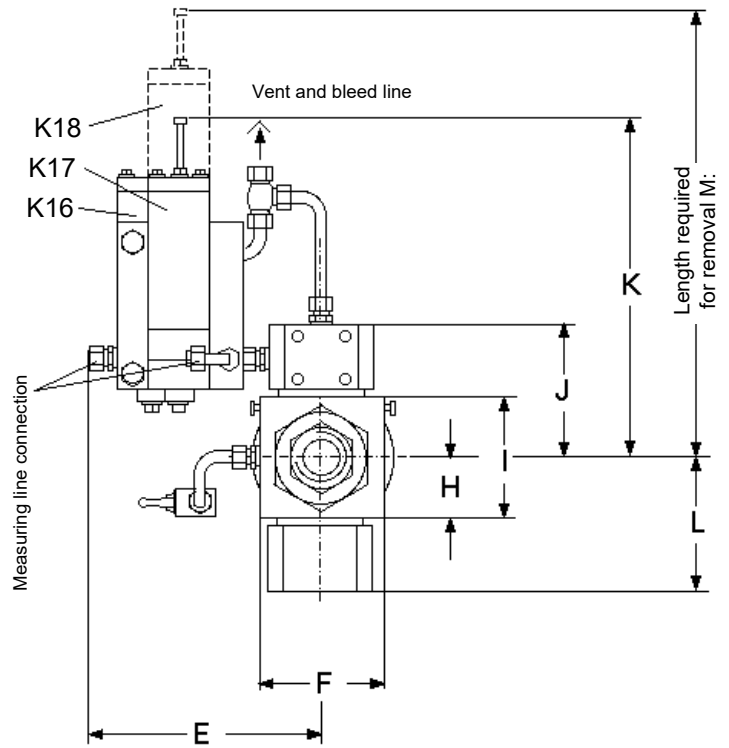 Vent and bleed line
K18
K17
K16
Length required
for removal M:
K
J
I
H
L
Measuring line connection
F
E